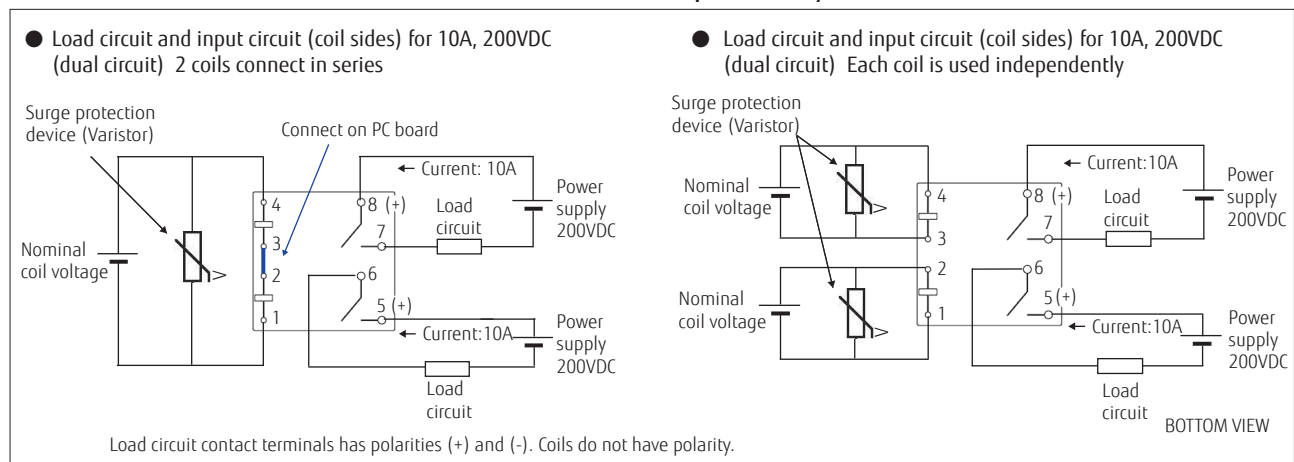 ● Load circuit and input circuit (coil sides) for 10A, 200VDC
(dual circuit) 2 coils connect in series
Surge protection
device (Varistor)
Connect on PC board
← Current: 10A
4
8 (+)
Load
circuit
Power
supply
200VDC
7
Nominal
coil voltage
3
2
6
5 (+)
1
← Current:10A
Power
supply
200VDC
Load
circuit
● Load circuit and input circuit (coil sides) for 10A, 200VDC
(dual circuit) Each coil is used independently
Surge protection
device (Varistor)
← Current:10A
Nominal
coil voltage
4
8 (+)
Load
circuit
Power
supply
200VDC
7
3
2
6
Nominal
coil voltage
5 (+)
1
← Current:10A
Power
supply
200VDC
Load
circuit
BOTTOM VIEW
Load circuit contact terminals has polarities (+) and (-). Coils do not have polarity.